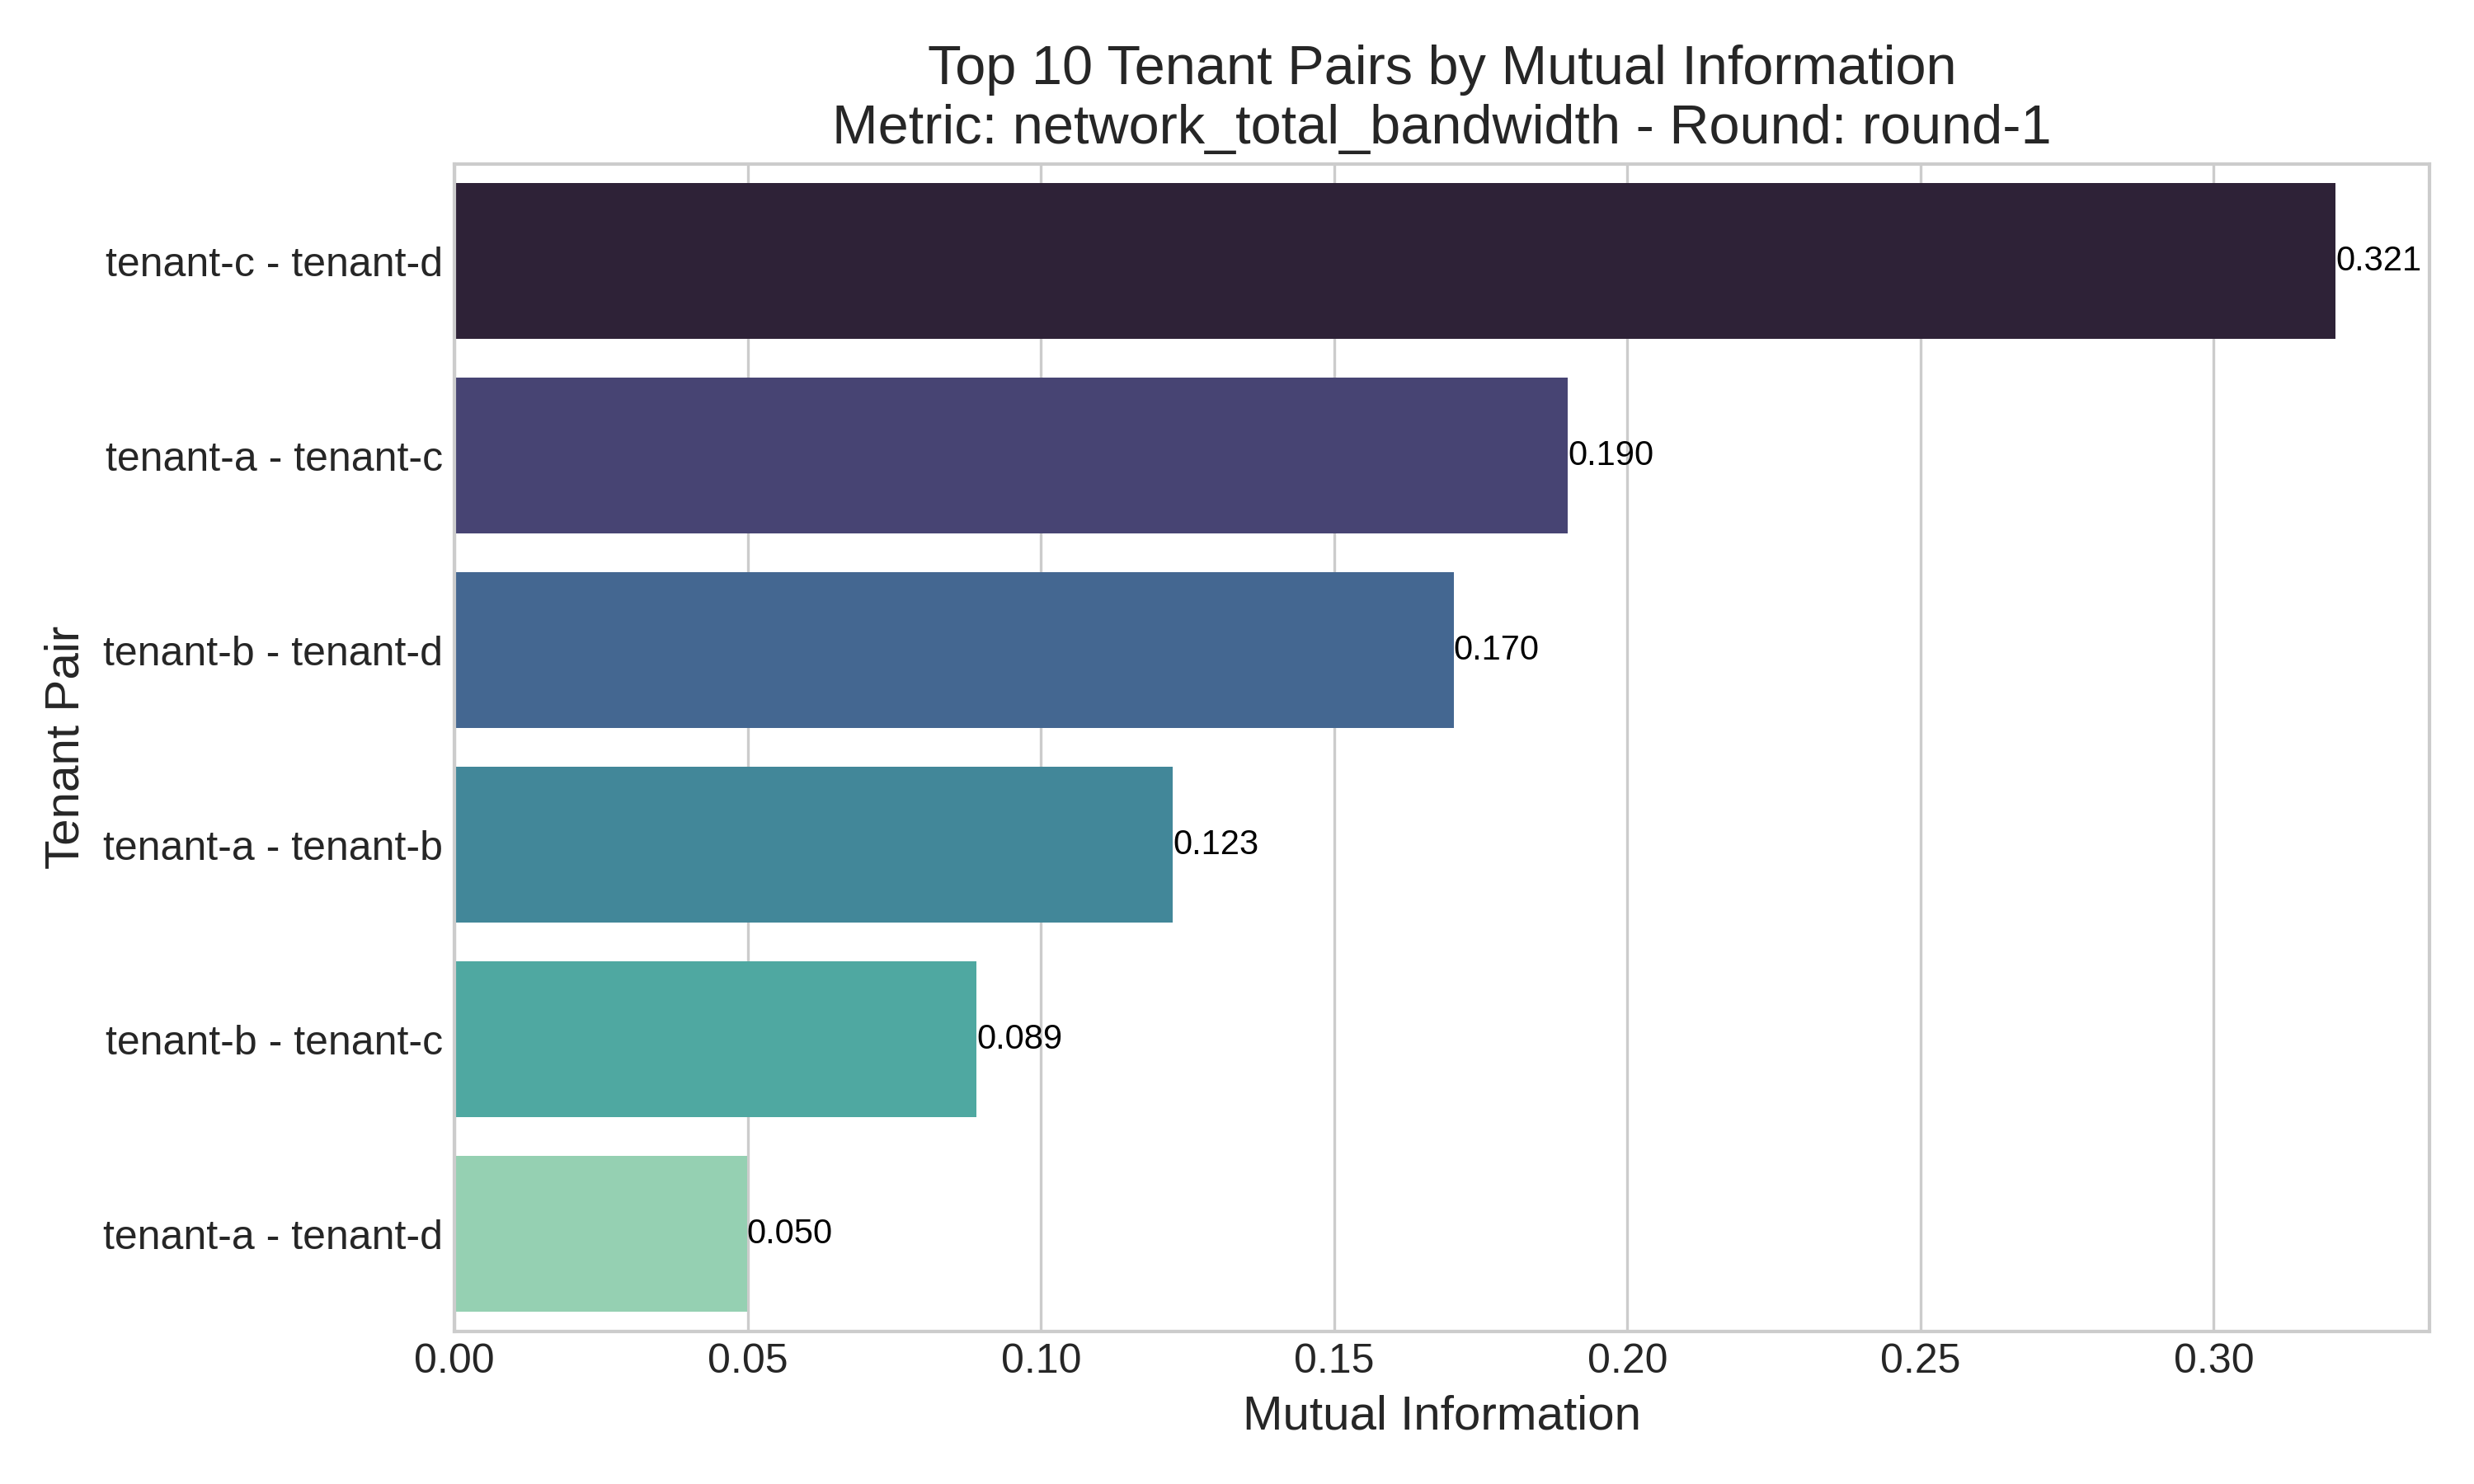 Top 10 Tenant Pairs by Mutual Information
Metric: network_total_bandwidth - Round: round-1
Tenant Pair
tenant-c - tenant-d
0.321
tenant-a - tenant-c
0.190
tenant-b - tenant-d
0.170
tenant-a - tenant-b
0.123
tenant-b - tenant-c
0.089
tenant-a - tenant-d
0.050
0.00 0.05 0.10 0.15 0.20 0.25 0.30
Mutual Information